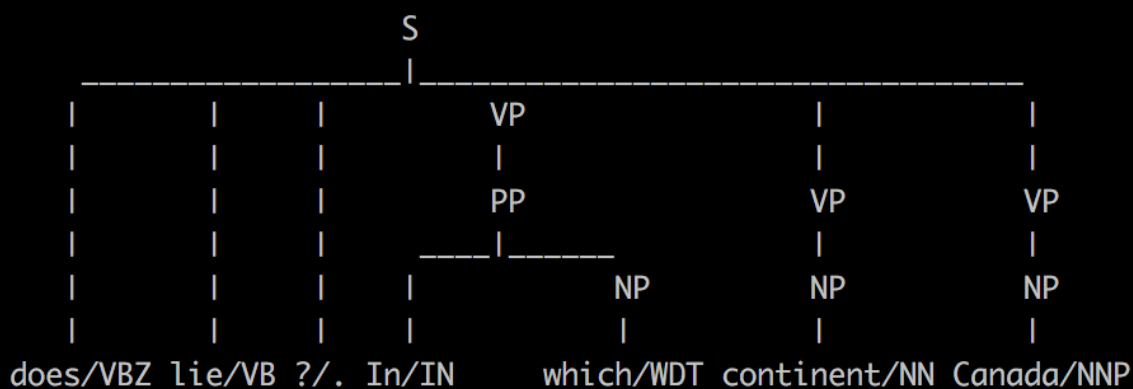 S
VP
PP VP VP
NP NP NP
does/VBZ lie/VB ?/. In/IN which/WDT continent/NN Canada/NNP